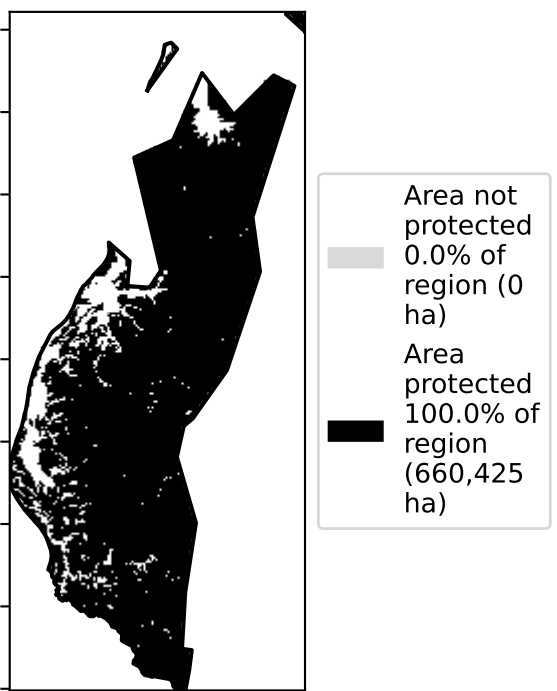 Area not
protected
0.0% of
region (0
ha)
Area
protected
100.0% of
region
(660,425
ha)